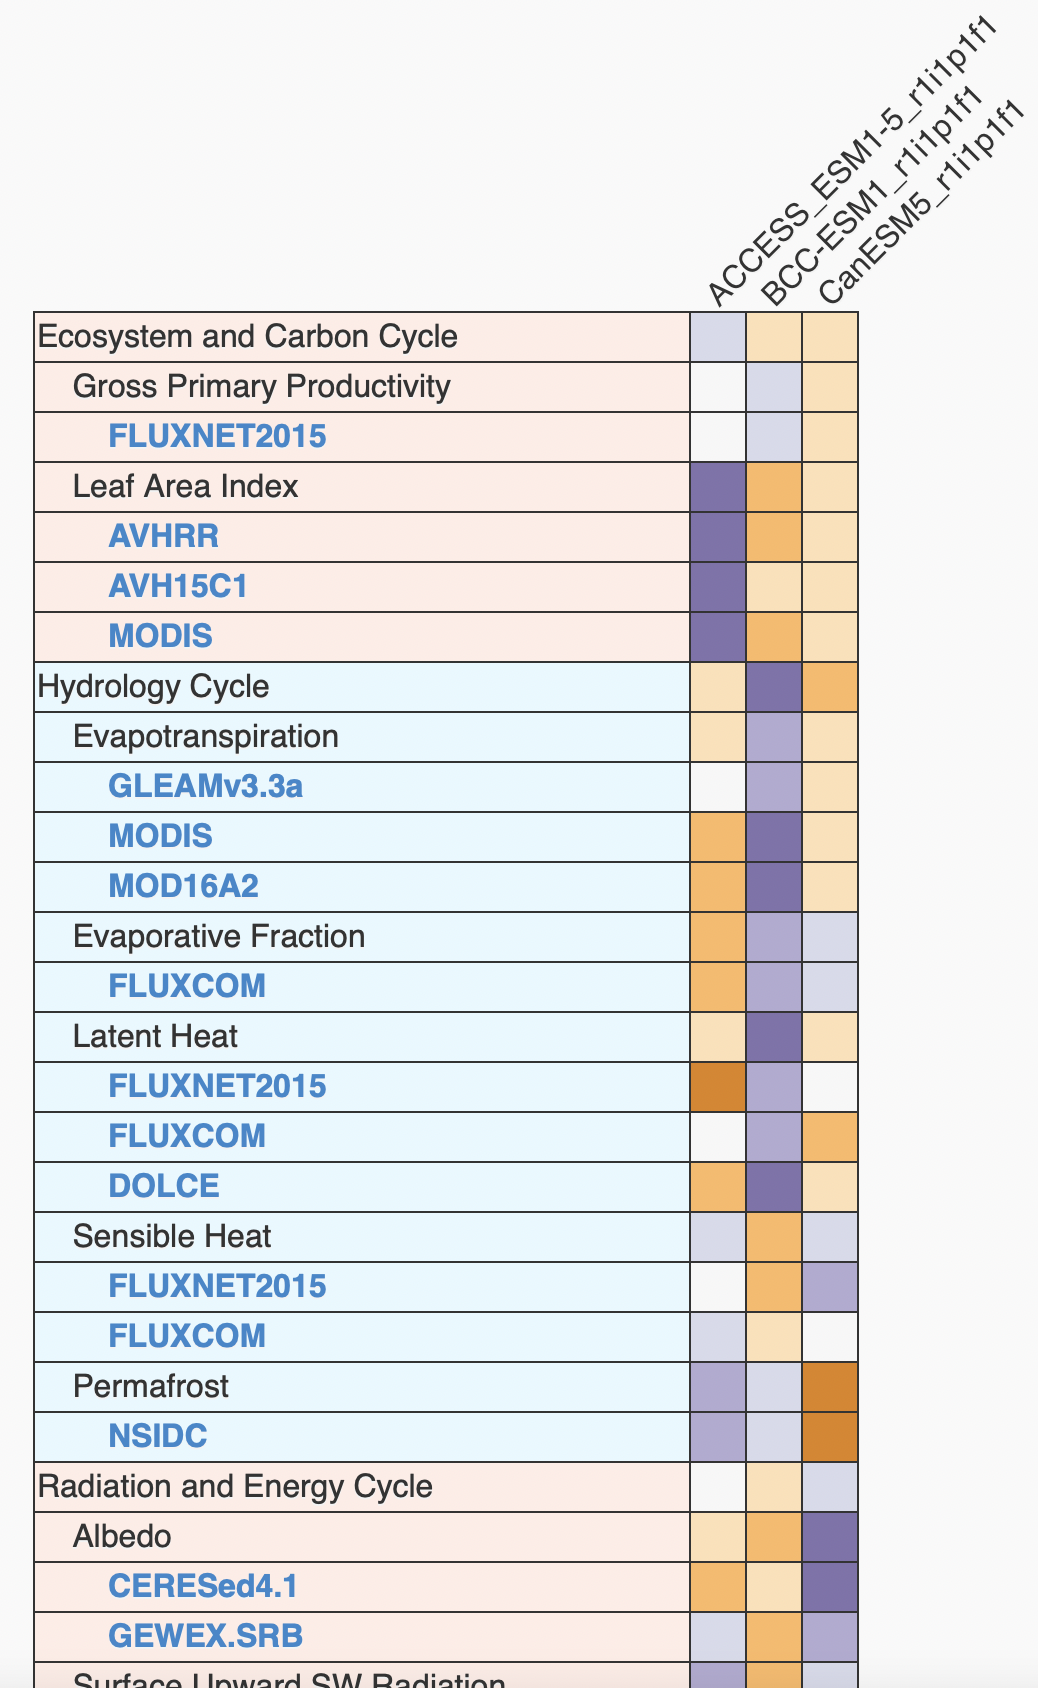 ACCESS_ESM1-5_r1i1p1f1
BCC-ESM1_r1i1p1f1
CanESM5_r1i1p1f1
Ecosystem and Carbon Cycle
Gross Primary Productivity
FLUXNET2015
Leaf Area Index
AVHRR
AVH15C1
MODIS
Hydrology Cycle
Evapotranspiration
GLEAMv3.3a
MODIS
MOD16A2
Evaporative Fraction
FLUXCOM
Latent Heat
FLUXNET2015
FLUXCOM
DOLCE
Sensible Heat
FLUXNET2015
FLUXCOM
Permafrost
NSIDC
Radiation and Energy Cycle
Albedo
CERESed4.1
GEWEX.SRB
Surface Upward SW Radiation